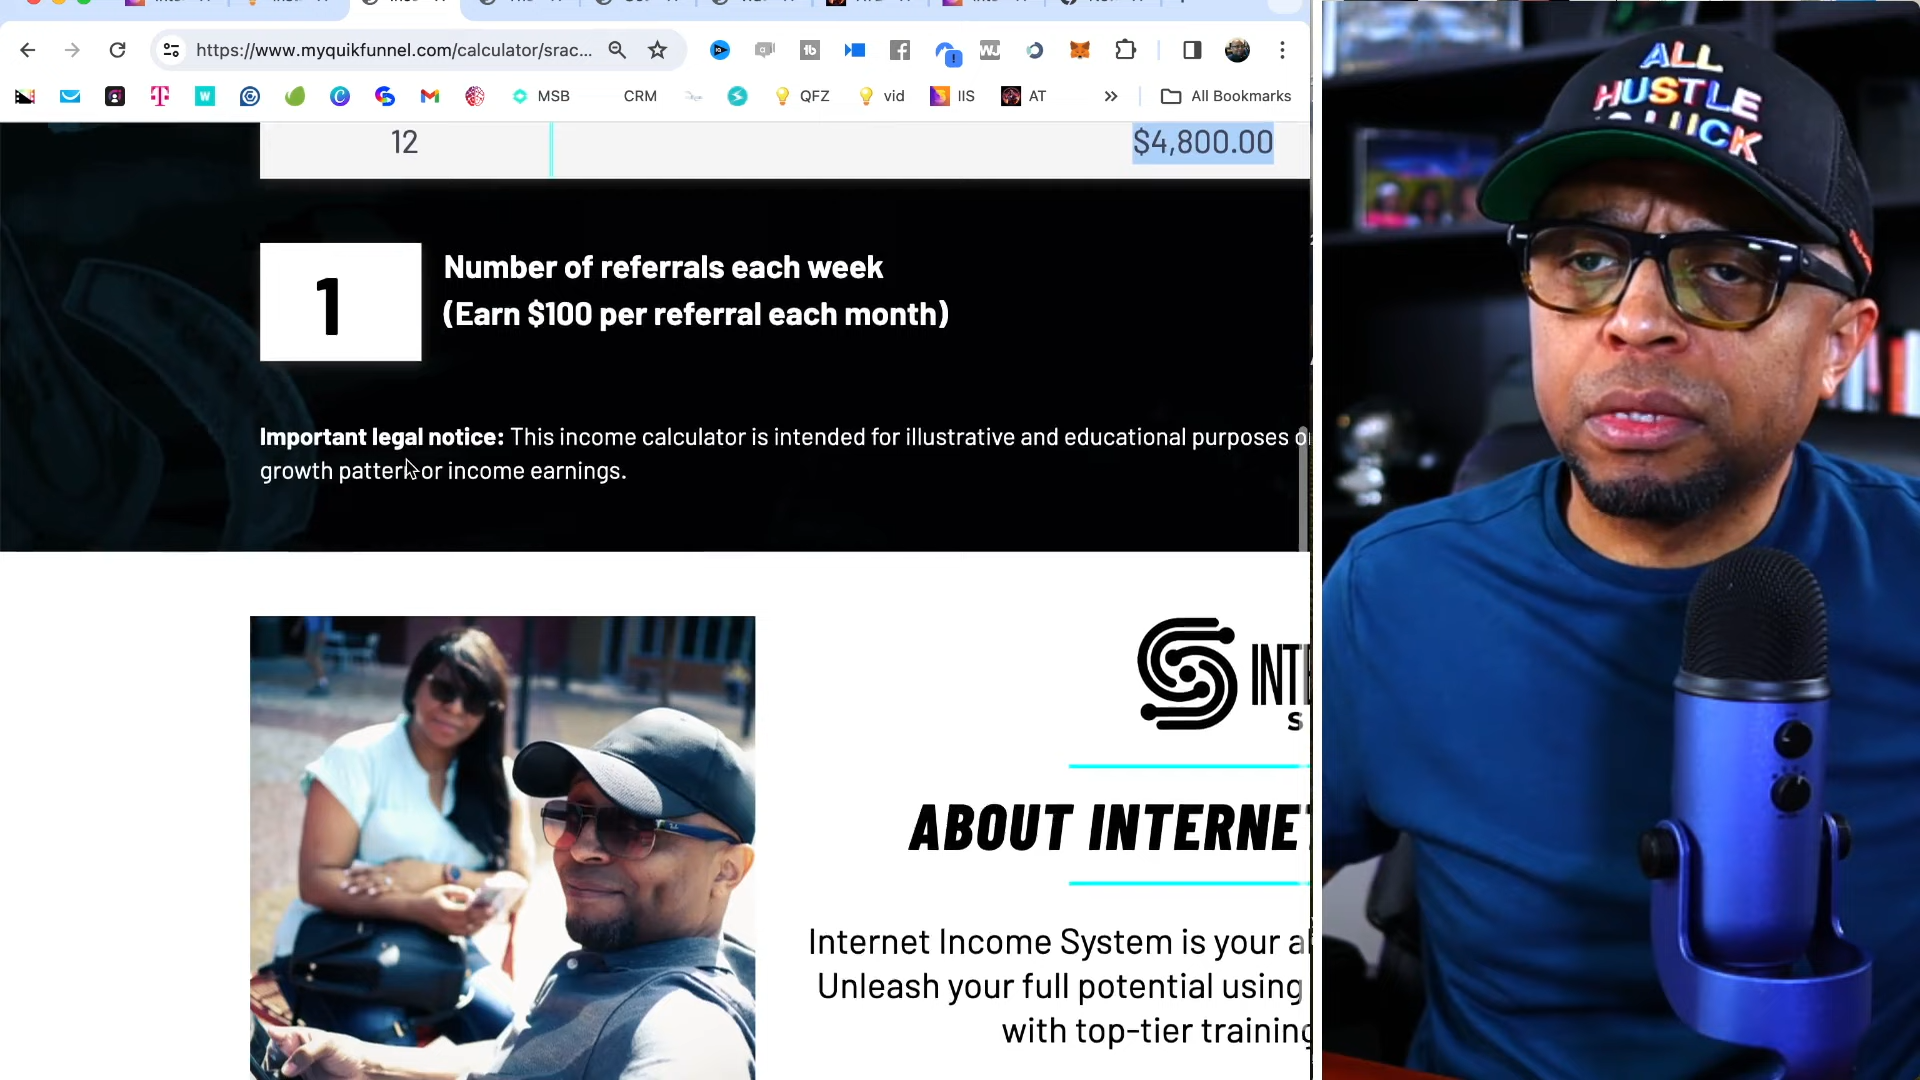 https://www.myquikfunnel.com/calculator/srac...
MSB
CRM
QFZ
vid
IIS
AT
All Bookmarks
12
$4,800.00
1
Number of referrals each week
(Earn $100 per referral each month)
Important legal notice: This income calculator is intended for illustrative and educational purposes
growth pattern or income earnings.
ABOUT INTERNET
Internet Income System is your
Unleash your full potential using
with top-tier training
ALL
HUSTLE
LUCK